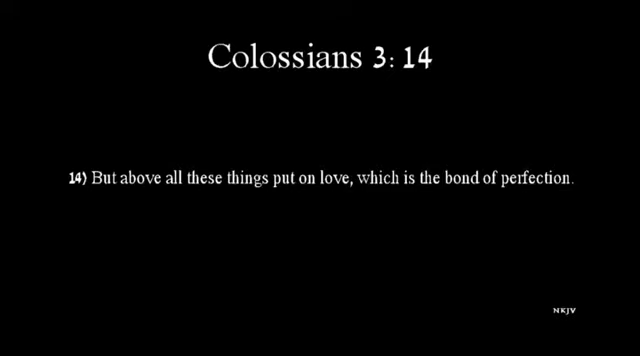 Colossians 3: 14
14) But above all these things put on love, which is the bond of perfection.
NKJV